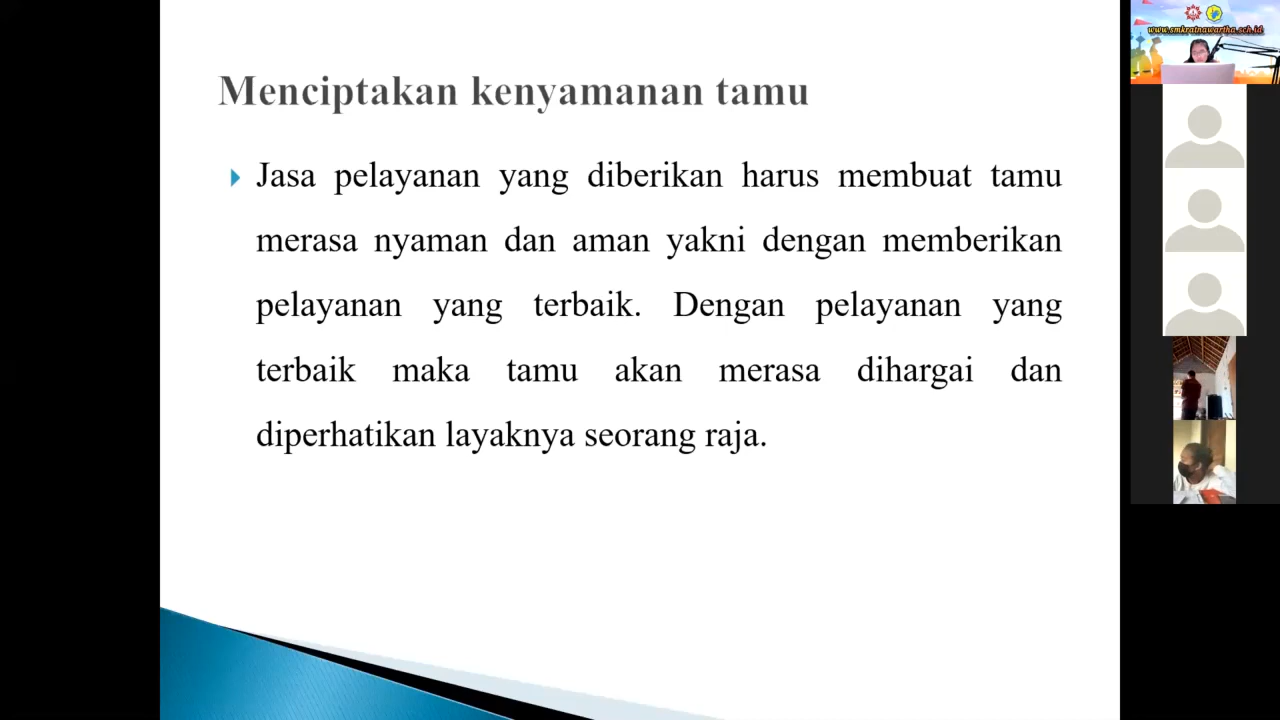 Menciptakan kenyamanan tamu
Jasa pelayanan yang diberikan harus membuat tamu
merasa nyaman dan aman yakni dengan memberikan
pelayanan yang terbaik. Dengan pelayanan yang
terbaik maka tamu akan merasa dihargai dan
diperhatikan layaknya seorang raja.
www.smkratnawartha.sch.id